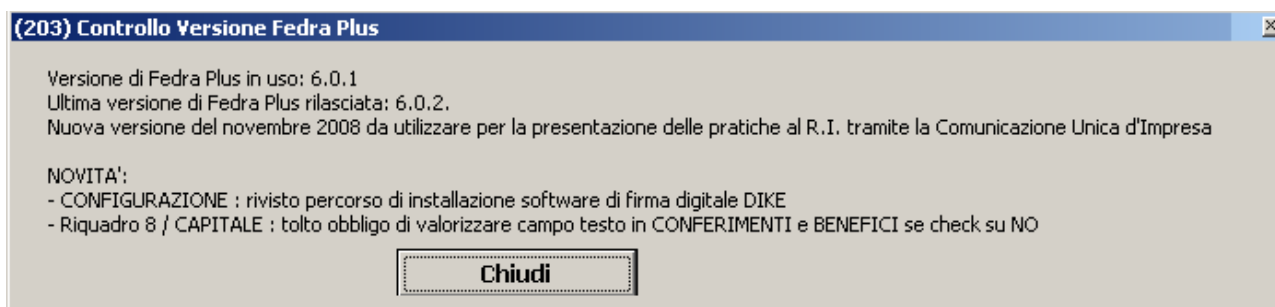 (203) Controllo Versione Fedra Plus
Versione di Fedra Plus in uso: 6.0.1
Ultima versione di Fedra Plus rilasciata: 6.0.2.
Nuova versione del novembre 2008 da utilizzare per la presentazione delle pratiche al R.I. tramite la Comunicazione Unica d'Impresa
NOVITA':
- CONFIGURAZIONE : rivisto percorso di installazione software di firma digitale DIKE
- Riquadro 8 / CAPITALE : tolto obbligo di valorizzare campo testo in CONFERIMENTI e BENEFICI se check su NO
Chiudi